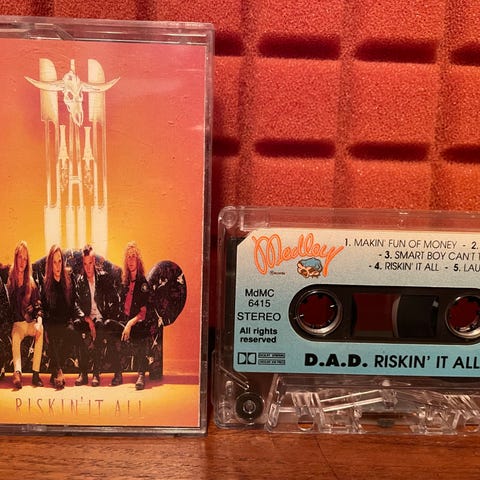 RISKIN' IT ALL
Medley
Records
MdMC
6415
STEREO
All rights
reserved
1. MAKIN' FUN OF MONEY - 2.
- 3. SMART BOY CAN'T
- 4. RISKIN' IT ALL - 5. LAU
D.A.D. RISKIN' IT ALL